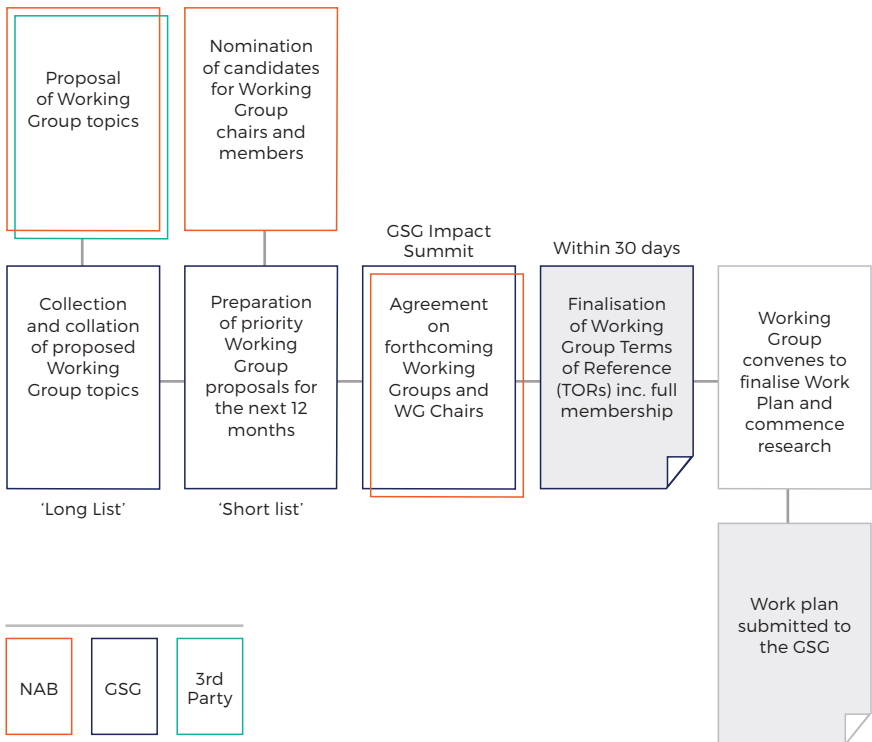 Proposal
of Working
Group topics
Nomination
of candidates
for Working
Group
chairs and
members
GSG Impact
Summit
Within 30 days
Collection
and collation
of proposed
Working
Group topics
Preparation
of priority
Working
Group
proposals for
the next 12
months
Agreement
on
forthcoming
Working
Groups and
WG Chairs
Finalisation
of Working
Group Terms
of Reference
(TORs) inc. full
membership
Working
Group
convenes to
finalise Work
Plan and
commence
research
‘Long List’
‘Short list’
Work plan
submitted to
the GSG
NAB
GSG
3rd
Party